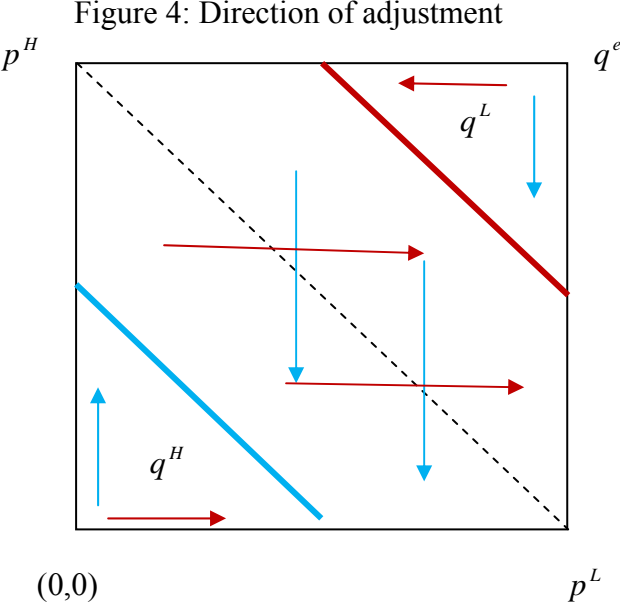 Figure 4: Direction of adjustment
p^H
q^e
q^L
q^H
(0,0)
p^L